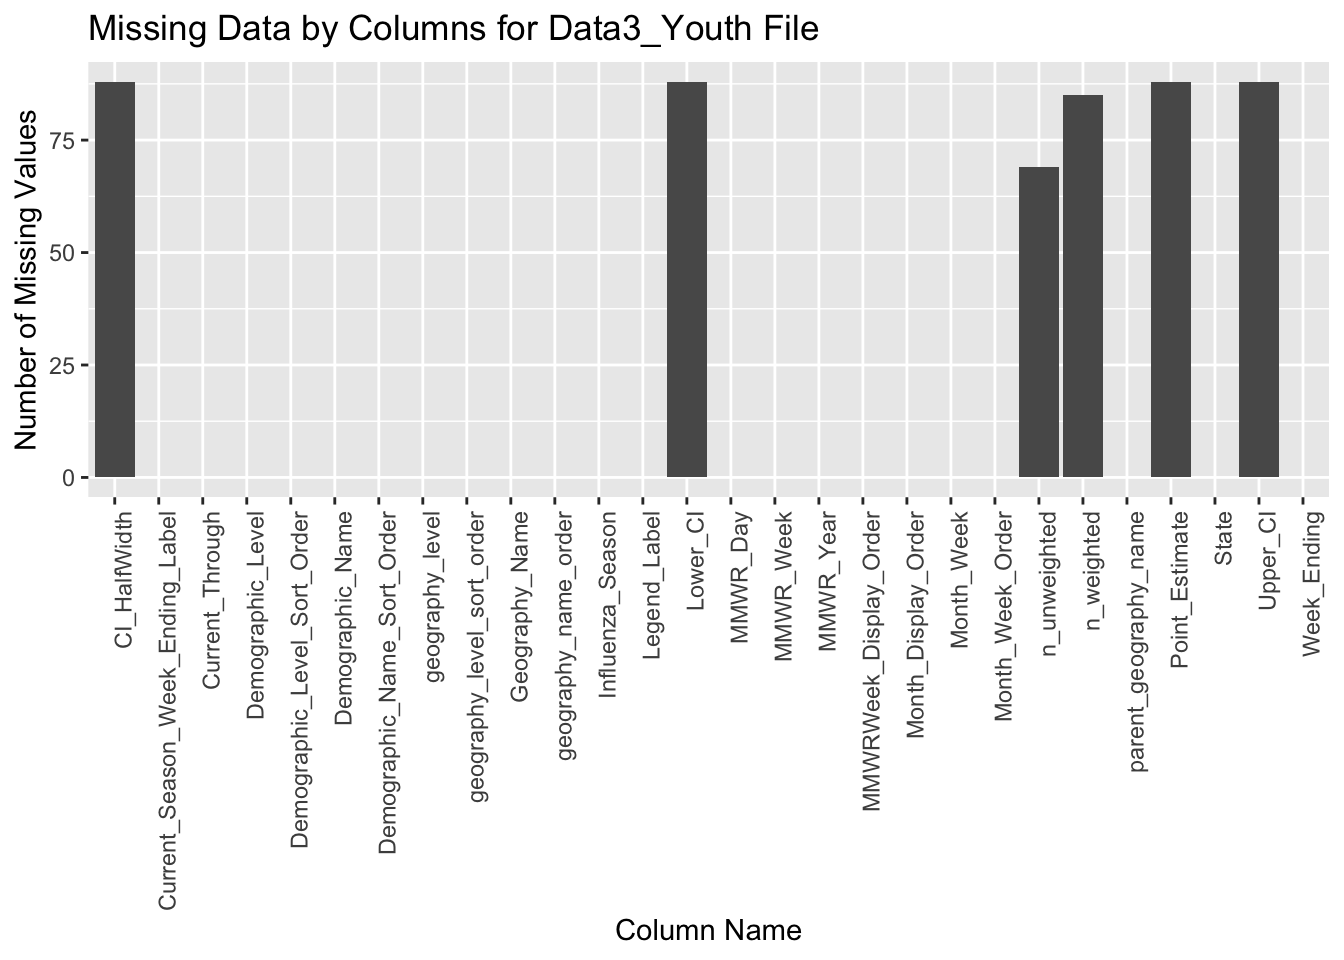 Missing Data by Columns for Data3_Youth File
Number of Missing Values
75
50
25
0
CI_HalfWidth
Current_Season_Week_Ending_Label
Current_Through
Demographic_Level
Demographic_Level_Sort_Order
Demographic_Name
Demographic_Name_Sort_Order
geography_level
geography_level_sort_order
Geography_Name
geography_name_order
Influenza_Season
Legend_Label
Lower_CI
MMWR_Day
MMWR_Week
MMWR_Year
MMWRWeek_Display_Order
Month_Display_Order
Month_Week
Month_Week_Order
n_unweighted
n_weighted
parent_geography_name
Point_Estimate
State
Upper_CI
Week_Ending
Column Name